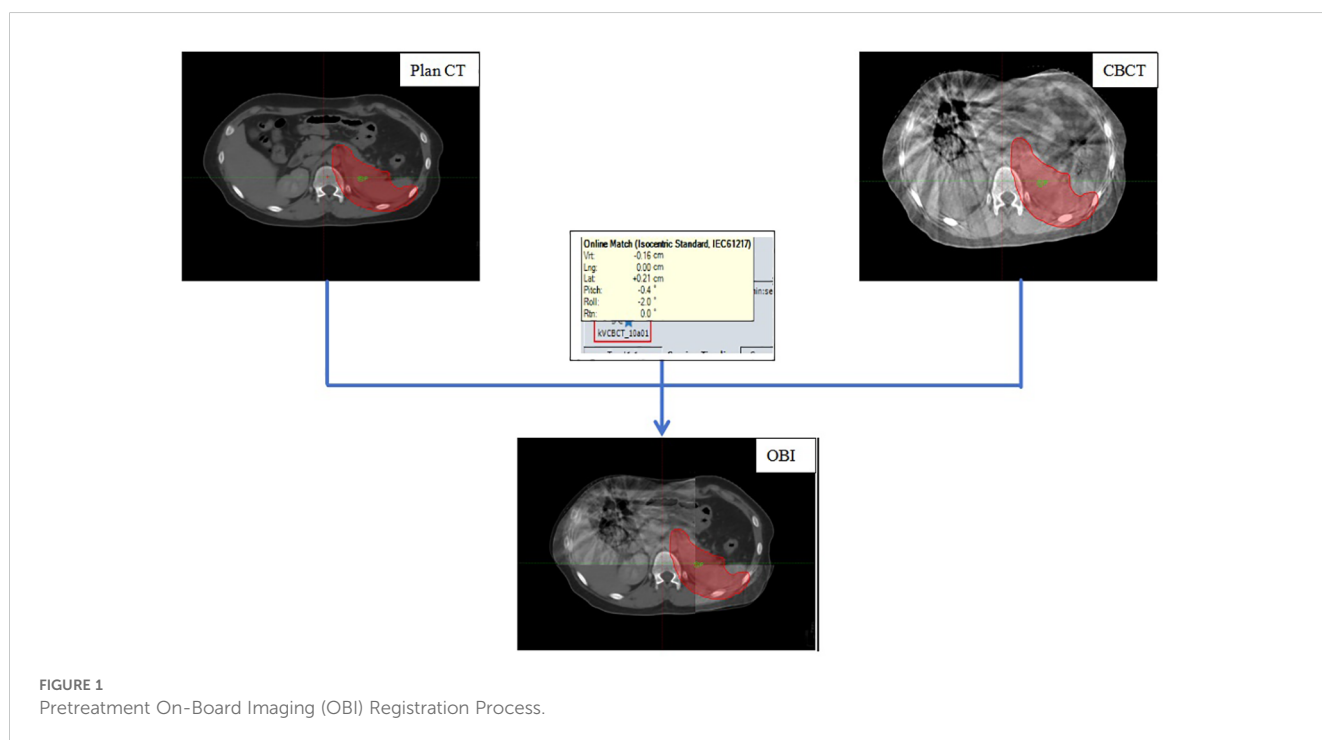 Plan CT
CBCT
Online Match (Isocentric Standard, IEC61217)
Vrt: -0.16 cm
Lng: 0.00 cm
Lat: +0.21 cm
Pitch: -0.4 °
Roll: -2.0 °
Rtn: 0.0 °
min:se
kVCBCT_10a01
OBI
FIGURE 1
Pretreatment On-Board Imaging (OBI) Registration Process.